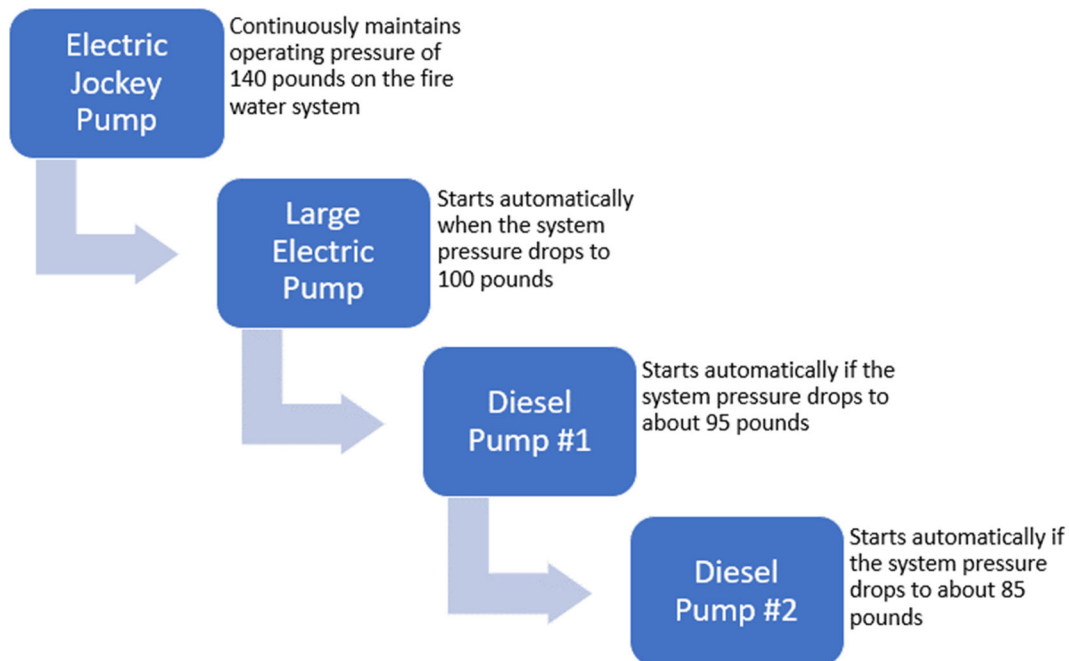 Electric
Jockey
Pump
Continuously maintains
operating pressure of
140 pounds on the fire
water system
Large
Electric
Pump
Starts automatically
when the system
pressure drops to
100 pounds
Diesel
Pump #1
Starts automatically if the
system pressure drops to
about 95 pounds
Diesel
Pump #2
Starts automatically if
the system pressure
drops to about 85
pounds